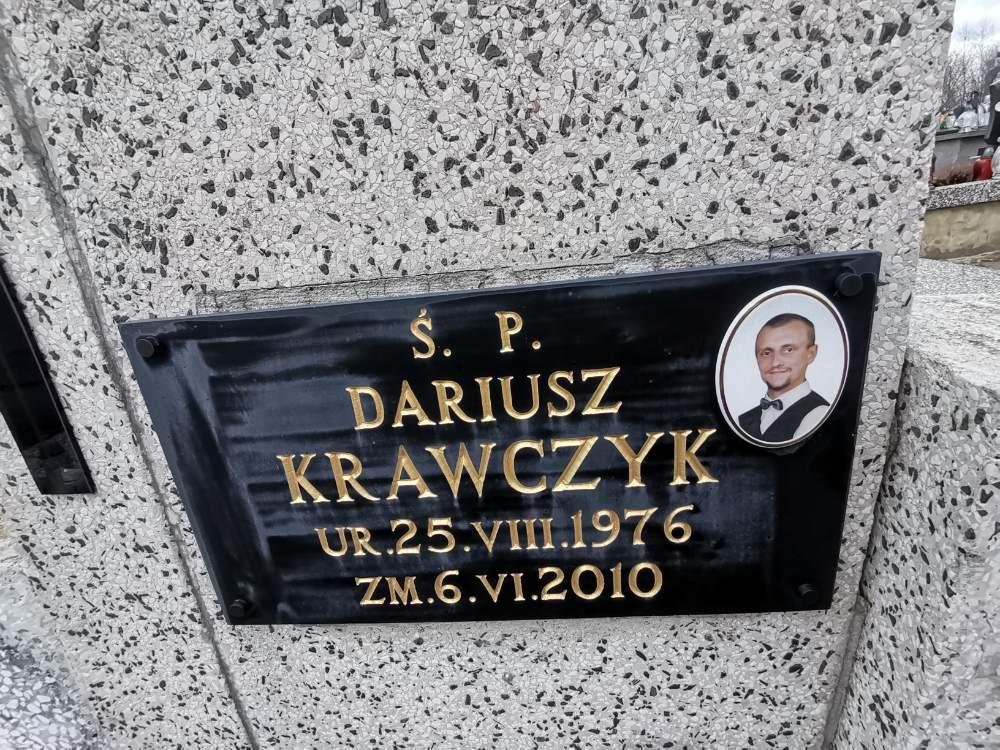 Ś. P.
DARIUSZ
KRAWCZYK
UR.25.VIII.1976
ZM.6.VI.2010